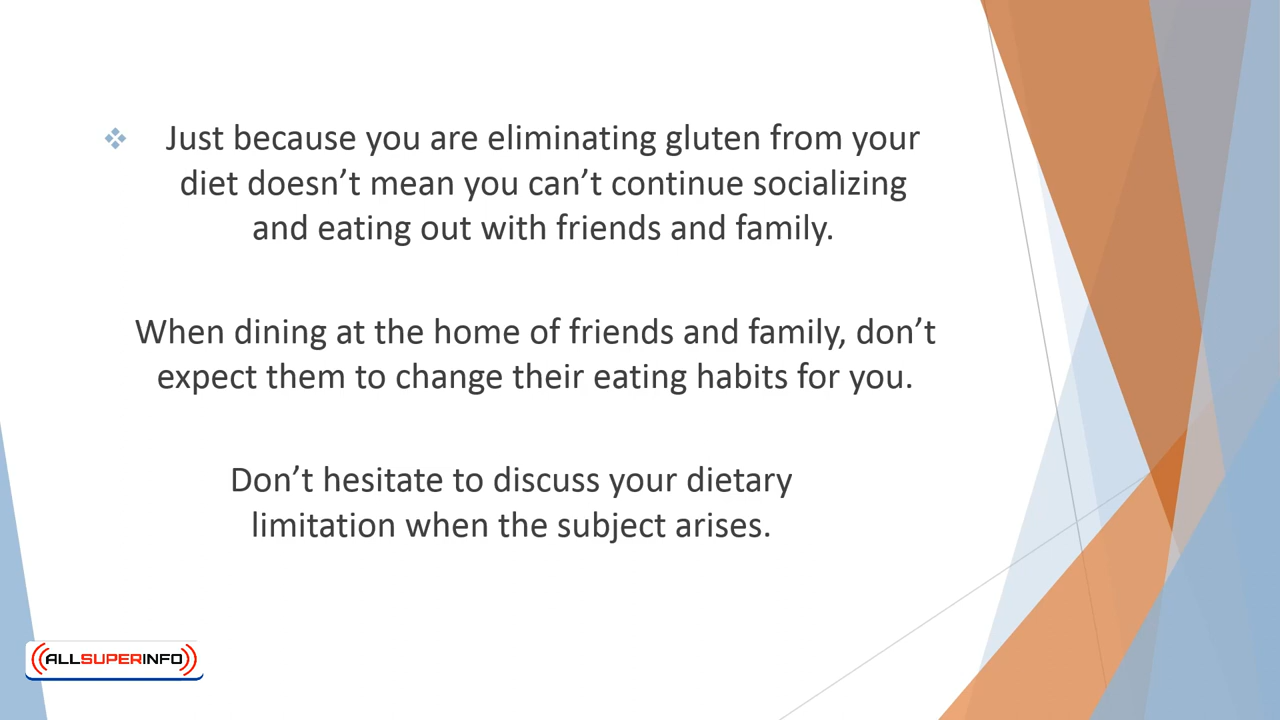 Just because you are eliminating gluten from your
diet doesn’t mean you can’t continue socializing
and eating out with friends and family.
When dining at the home of friends and family, don’t
expect them to change their eating habits for you.
Don’t hesitate to discuss your dietary
limitation when the subject arises.
ALLSUPERINFO